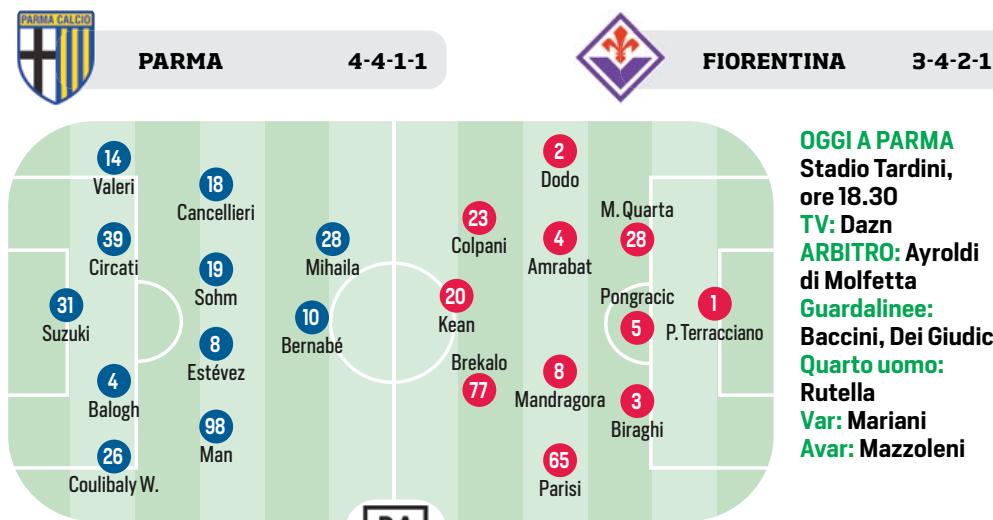 PARMA CALCIO
PARMA 4-4-1-1
FIORENTINA 3-4-2-1
14
Valeri
39
Circati
31
Suzuki
4
Balogh
26
Coulibaly W.
18
Cancellieri
19
Sohm
8
Estévez
98
Man
28
Mihaila
10
Bernabé
23
Colpani
20
Kean
Brekalo
77
2
Dodo
4
Amrabat
8
Mandragora
65
Parisi
M. Quarta
28
Pongracic
5
3
Biraghi
1
P. Terracciano
OGGI A PARMA
Stadio Tardini,
ore 18.30
TV: Dazn
ARBITRO: Ayroldi
di Molfetta
Guardalinee:
Baccini, Dei Giudic
Quarto uomo:
Rutella
Var: Mariani
Avar: Mazzoleni